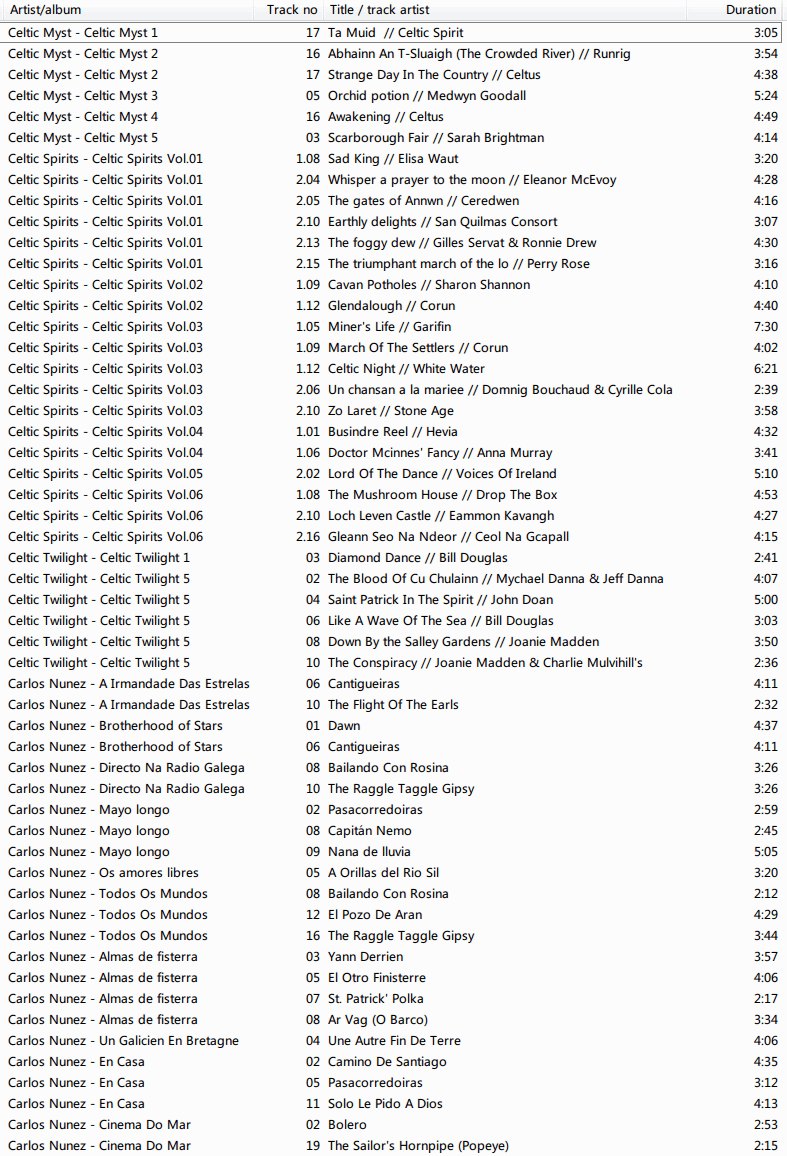 Artist/album Track no Title / track artist Duration
Celtic Myst - Celtic Myst 1 17 Ta Muid // Celtic Spirit 3:05
Celtic Myst - Celtic Myst 2 16 Abhainn An T-Sluaigh (The Crowded River) // Runrig 3:54
Celtic Myst - Celtic Myst 2 17 Strange Day In The Country // Celtus 4:38
Celtic Myst - Celtic Myst 3 05 Orchid potion // Medwyn Goodall 5:24
Celtic Myst - Celtic Myst 4 16 Awakening // Celtus 4:49
Celtic Myst - Celtic Myst 5 03 Scarborough Fair // Sarah Brightman 4:14
Celtic Spirits - Celtic Spirits Vol.01 1.08 Sad King // Elisa Waut 3:20
Celtic Spirits - Celtic Spirits Vol.01 2.04 Whisper a prayer to the moon // Eleanor McEvoy 4:28
Celtic Spirits - Celtic Spirits Vol.01 2.05 The gates of Annwn // Ceredwen 4:16
Celtic Spirits - Celtic Spirits Vol.01 2.10 Earthly delights // San Quilmas Consort 3:07
Celtic Spirits - Celtic Spirits Vol.01 2.13 The foggy dew // Gilles Servat & Ronnie Drew 4:30
Celtic Spirits - Celtic Spirits Vol.01 2.15 The triumphant march of the lo // Perry Rose 3:16
Celtic Spirits - Celtic Spirits Vol.02 1.09 Cavan Potholes // Sharon Shannon 4:10
Celtic Spirits - Celtic Spirits Vol.02 1.12 Glendalough // Corun 4:40
Celtic Spirits - Celtic Spirits Vol.03 1.05 Miner's Life // Garifin 7:30
Celtic Spirits - Celtic Spirits Vol.03 1.09 March Of The Settlers // Corun 4:02
Celtic Spirits - Celtic Spirits Vol.03 1.12 Celtic Night // White Water 6:21
Celtic Spirits - Celtic Spirits Vol.03 2.06 Un chansan a la mariee // Domnig Bouchaud & Cyrille Cola 2:39
Celtic Spirits - Celtic Spirits Vol.03 2.10 Zo Laret // Stone Age 3:58
Celtic Spirits - Celtic Spirits Vol.04 1.01 Busindre Reel // Hevia 4:32
Celtic Spirits - Celtic Spirits Vol.04 1.06 Doctor Mcinnes' Fancy // Anna Murray 3:41
Celtic Spirits - Celtic Spirits Vol.05 2.02 Lord Of The Dance // Voices Of Ireland 5:10
Celtic Spirits - Celtic Spirits Vol.06 1.08 The Mushroom House // Drop The Box 4:53
Celtic Spirits - Celtic Spirits Vol.06 2.10 Loch Leven Castle // Eammon Kavangh 4:27
Celtic Spirits - Celtic Spirits Vol.06 2.16 Gleann Seo Na Ndeor // Ceol Na Gcapall 4:15
Celtic Twilight - Celtic Twilight 1 03 Diamond Dance // Bill Douglas 2:41
Celtic Twilight - Celtic Twilight 5 02 The Blood Of Cu Chulainn // Mychael Danna & Jeff Danna 4:07
Celtic Twilight - Celtic Twilight 5 04 Saint Patrick In The Spirit // John Doan 5:00
Celtic Twilight - Celtic Twilight 5 06 Like A Wave Of The Sea // Bill Douglas 3:03
Celtic Twilight - Celtic Twilight 5 08 Down By the Salley Gardens // Joanie Madden 3:50
Celtic Twilight - Celtic Twilight 5 10 The Conspiracy // Joanie Madden & Charlie Mulvihill's 2:36
Carlos Nunez - A Irmandade Das Estrelas 06 Cantigueiras 4:11
Carlos Nunez - A Irmandade Das Estrelas 10 The Flight Of The Earls 2:32
Carlos Nunez - Brotherhood of Stars 01 Dawn 4:37
Carlos Nunez - Brotherhood of Stars 06 Cantigueiras 4:11
Carlos Nunez - Directo Na Radio Galega 08 Bailando Con Rosina 3:26
Carlos Nunez - Directo Na Radio Galega 10 The Raggle Taggle Gipsy 3:26
Carlos Nunez - Mayo longo 02 Pasacorredoiras 2:59
Carlos Nunez - Mayo longo 08 Capitán Nemo 2:45
Carlos Nunez - Mayo longo 09 Nana de lluvia 5:05
Carlos Nunez - Os amores libres 05 A Orillas del Rio Sil 3:20
Carlos Nunez - Todos Os Mundos 08 Bailando Con Rosina 2:12
Carlos Nunez - Todos Os Mundos 12 El Pozo De Aran 4:29
Carlos Nunez - Todos Os Mundos 16 The Raggle Taggle Gipsy 3:44
Carlos Nunez - Almas de fisterra 03 Yann Derrien 3:57
Carlos Nunez - Almas de fisterra 05 El Otro Finisterre 4:06
Carlos Nunez - Almas de fisterra 07 St. Patrick' Polka 2:17
Carlos Nunez - Almas de fisterra 08 Ar Vag (O Barco) 3:34
Carlos Nunez - Un Galicien En Bretagne 04 Une Autre Fin De Terre 4:06
Carlos Nunez - En Casa 02 Camino De Santiago 4:35
Carlos Nunez - En Casa 05 Pasacorredoiras 3:12
Carlos Nunez - En Casa 11 Solo Le Pido A Dios 4:13
Carlos Nunez - Cinema Do Mar 02 Bolero 2:53
Carlos Nunez - Cinema Do Mar 19 The Sailor's Hornpipe (Popeye) 2:15